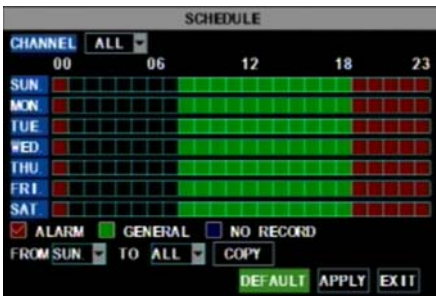 SCHEDULE
CHANNEL ALL
00 06 12 18 23
SUN
MON
TUE
WED
THU
FRI
SAT
ALARM GENERAL NO RECORD
FROM SUN TO ALL COPY
DEFAULT APPLY EXIT